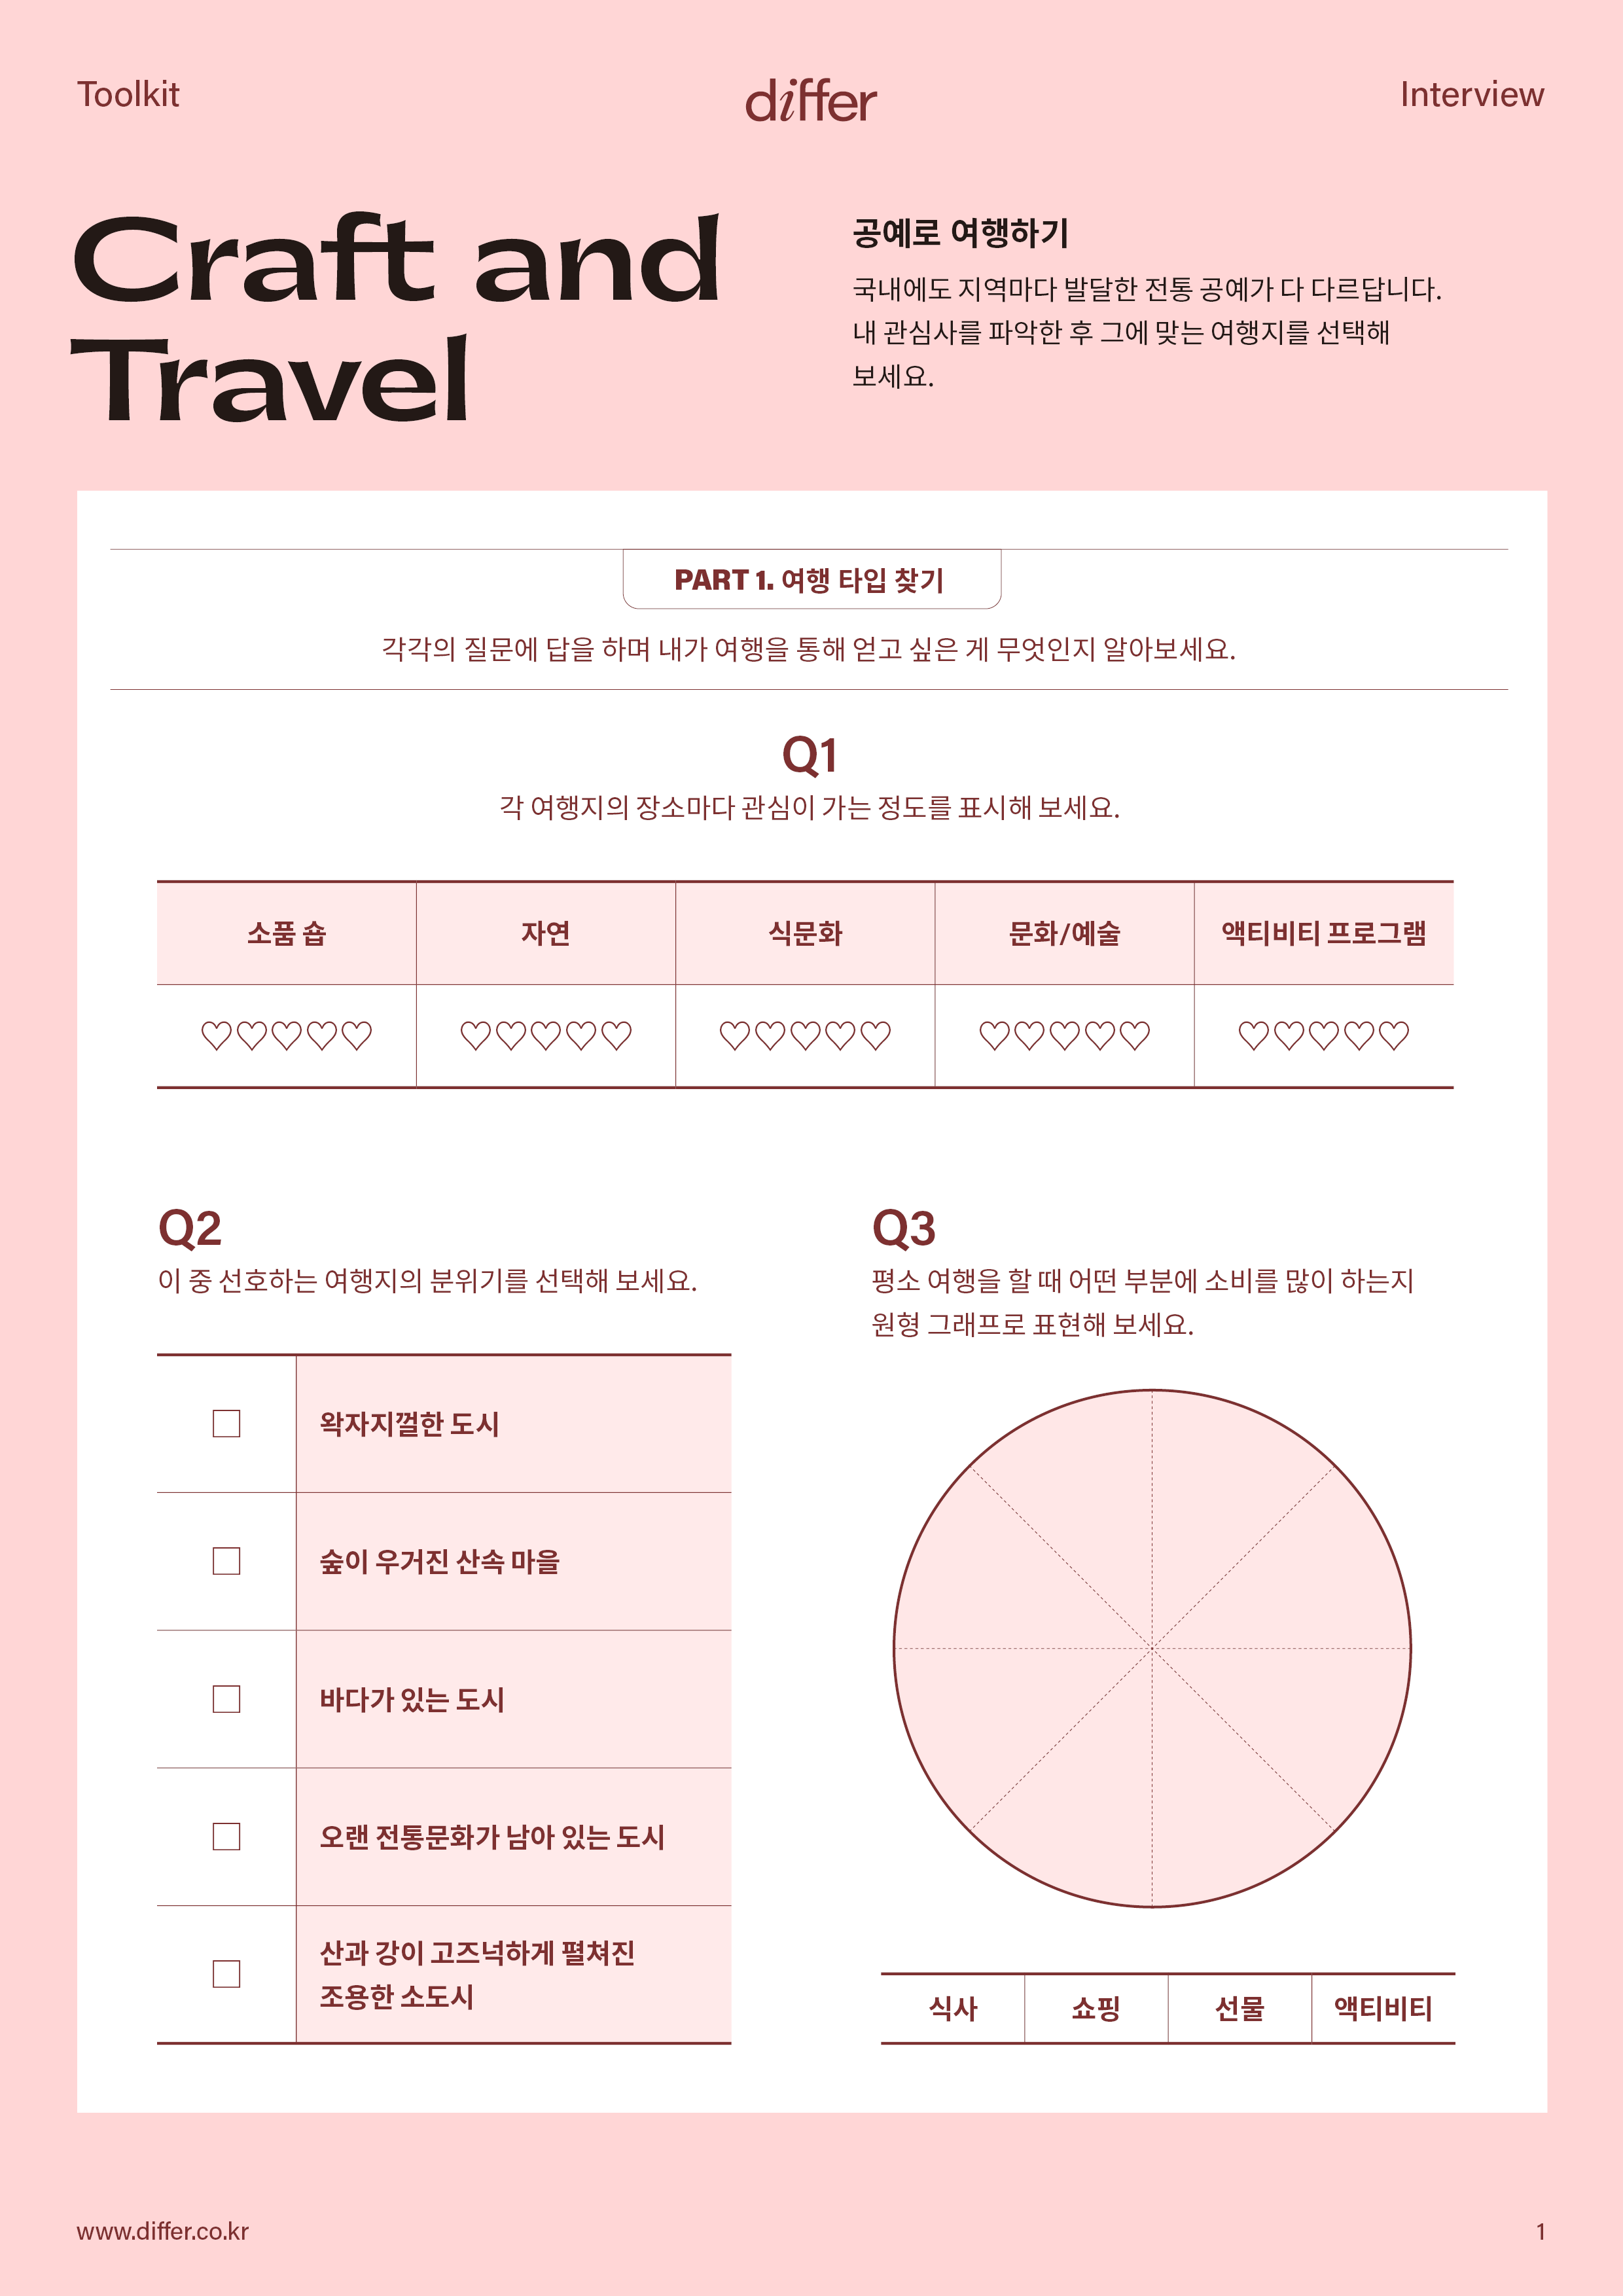 Toolkit
differ
Interview
Craft and
Travel
공예로 여행하기
국내에도 지역마다 발달한 전통 공예가 다 다르답니다.
내 관심사를 파악한 후 그에 맞는 여행지를 선택해
보세요.
PART 1. 여행 타입 찾기
각각의 질문에 답을 하며 내가 여행을 통해 얻고 싶은 게 무엇인지 알아보세요.
Q1
각 여행지의 장소마다 관심이 가는 정도를 표시해 보세요.
소품 숍
자연
식문화
문화/예술
액티비티 프로그램
♡♡♡♡♡
♡♡♡♡♡
♡♡♡♡♡
♡♡♡♡♡
♡♡♡♡♡
Q2
이 중 선호하는 여행지의 분위기를 선택해 보세요.
왁자지껄한 도시
숲이 우거진 산속 마을
바다가 있는 도시
오랜 전통문화가 남아 있는 도시
산과 강이 고즈넉하게 펼쳐진
조용한 소도시
Q3
평소 여행을 할 때 어떤 부분에 소비를 많이 하는지
원형 그래프로 표현해 보세요.
식사
쇼핑
선물
액티비티
www.differ.co.kr
1